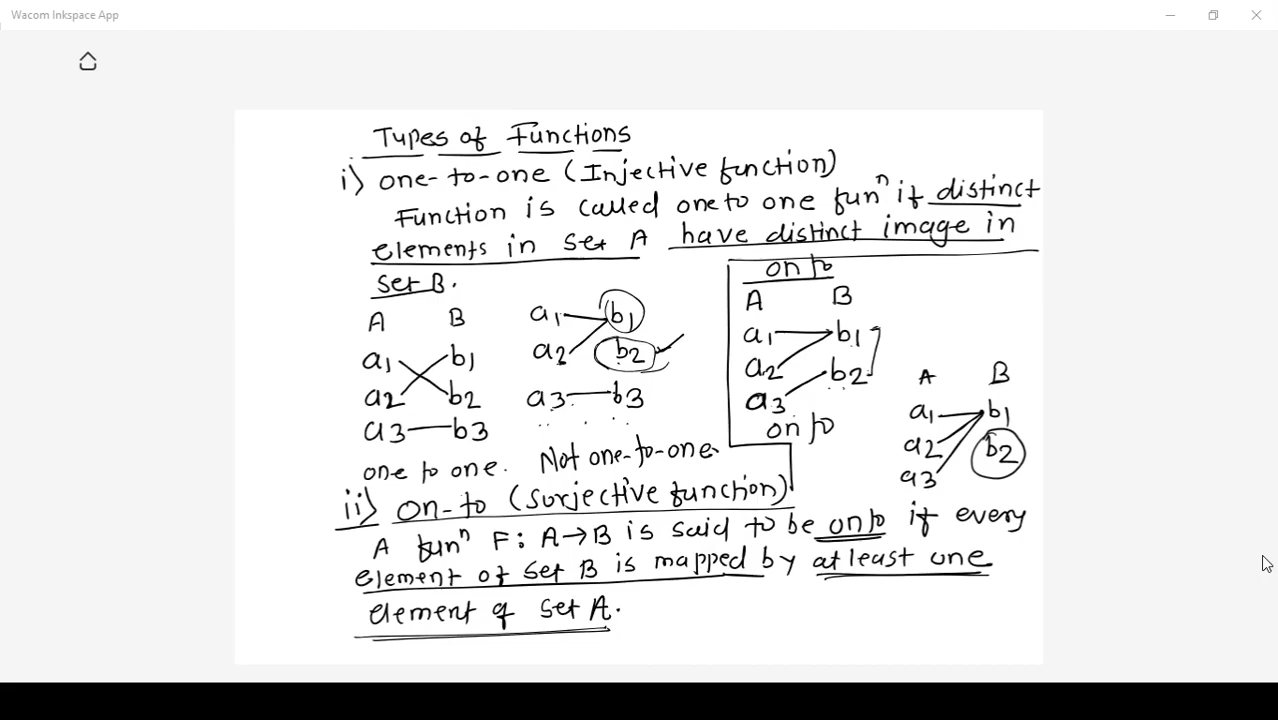 Wacom Inkspace App
Types of Functions
i) one-to-one (Injective function)
Function is called one to one funⁿ if distinct
elements in set A have distinct image in
set B.
A B
a1 b1
a2 b2
a3 b3
one to one.
a1 b1
a2 b2
a3 b3
Not one-to-one
on to
A B
a1 b1
a2 b2
a3
on to
A B
a1 b1
a2 b2
a3
ii) on-to (Surjective function)
A funⁿ F: A→B is said to be onto if every
element of set B is mapped by atleast one
element of set A.